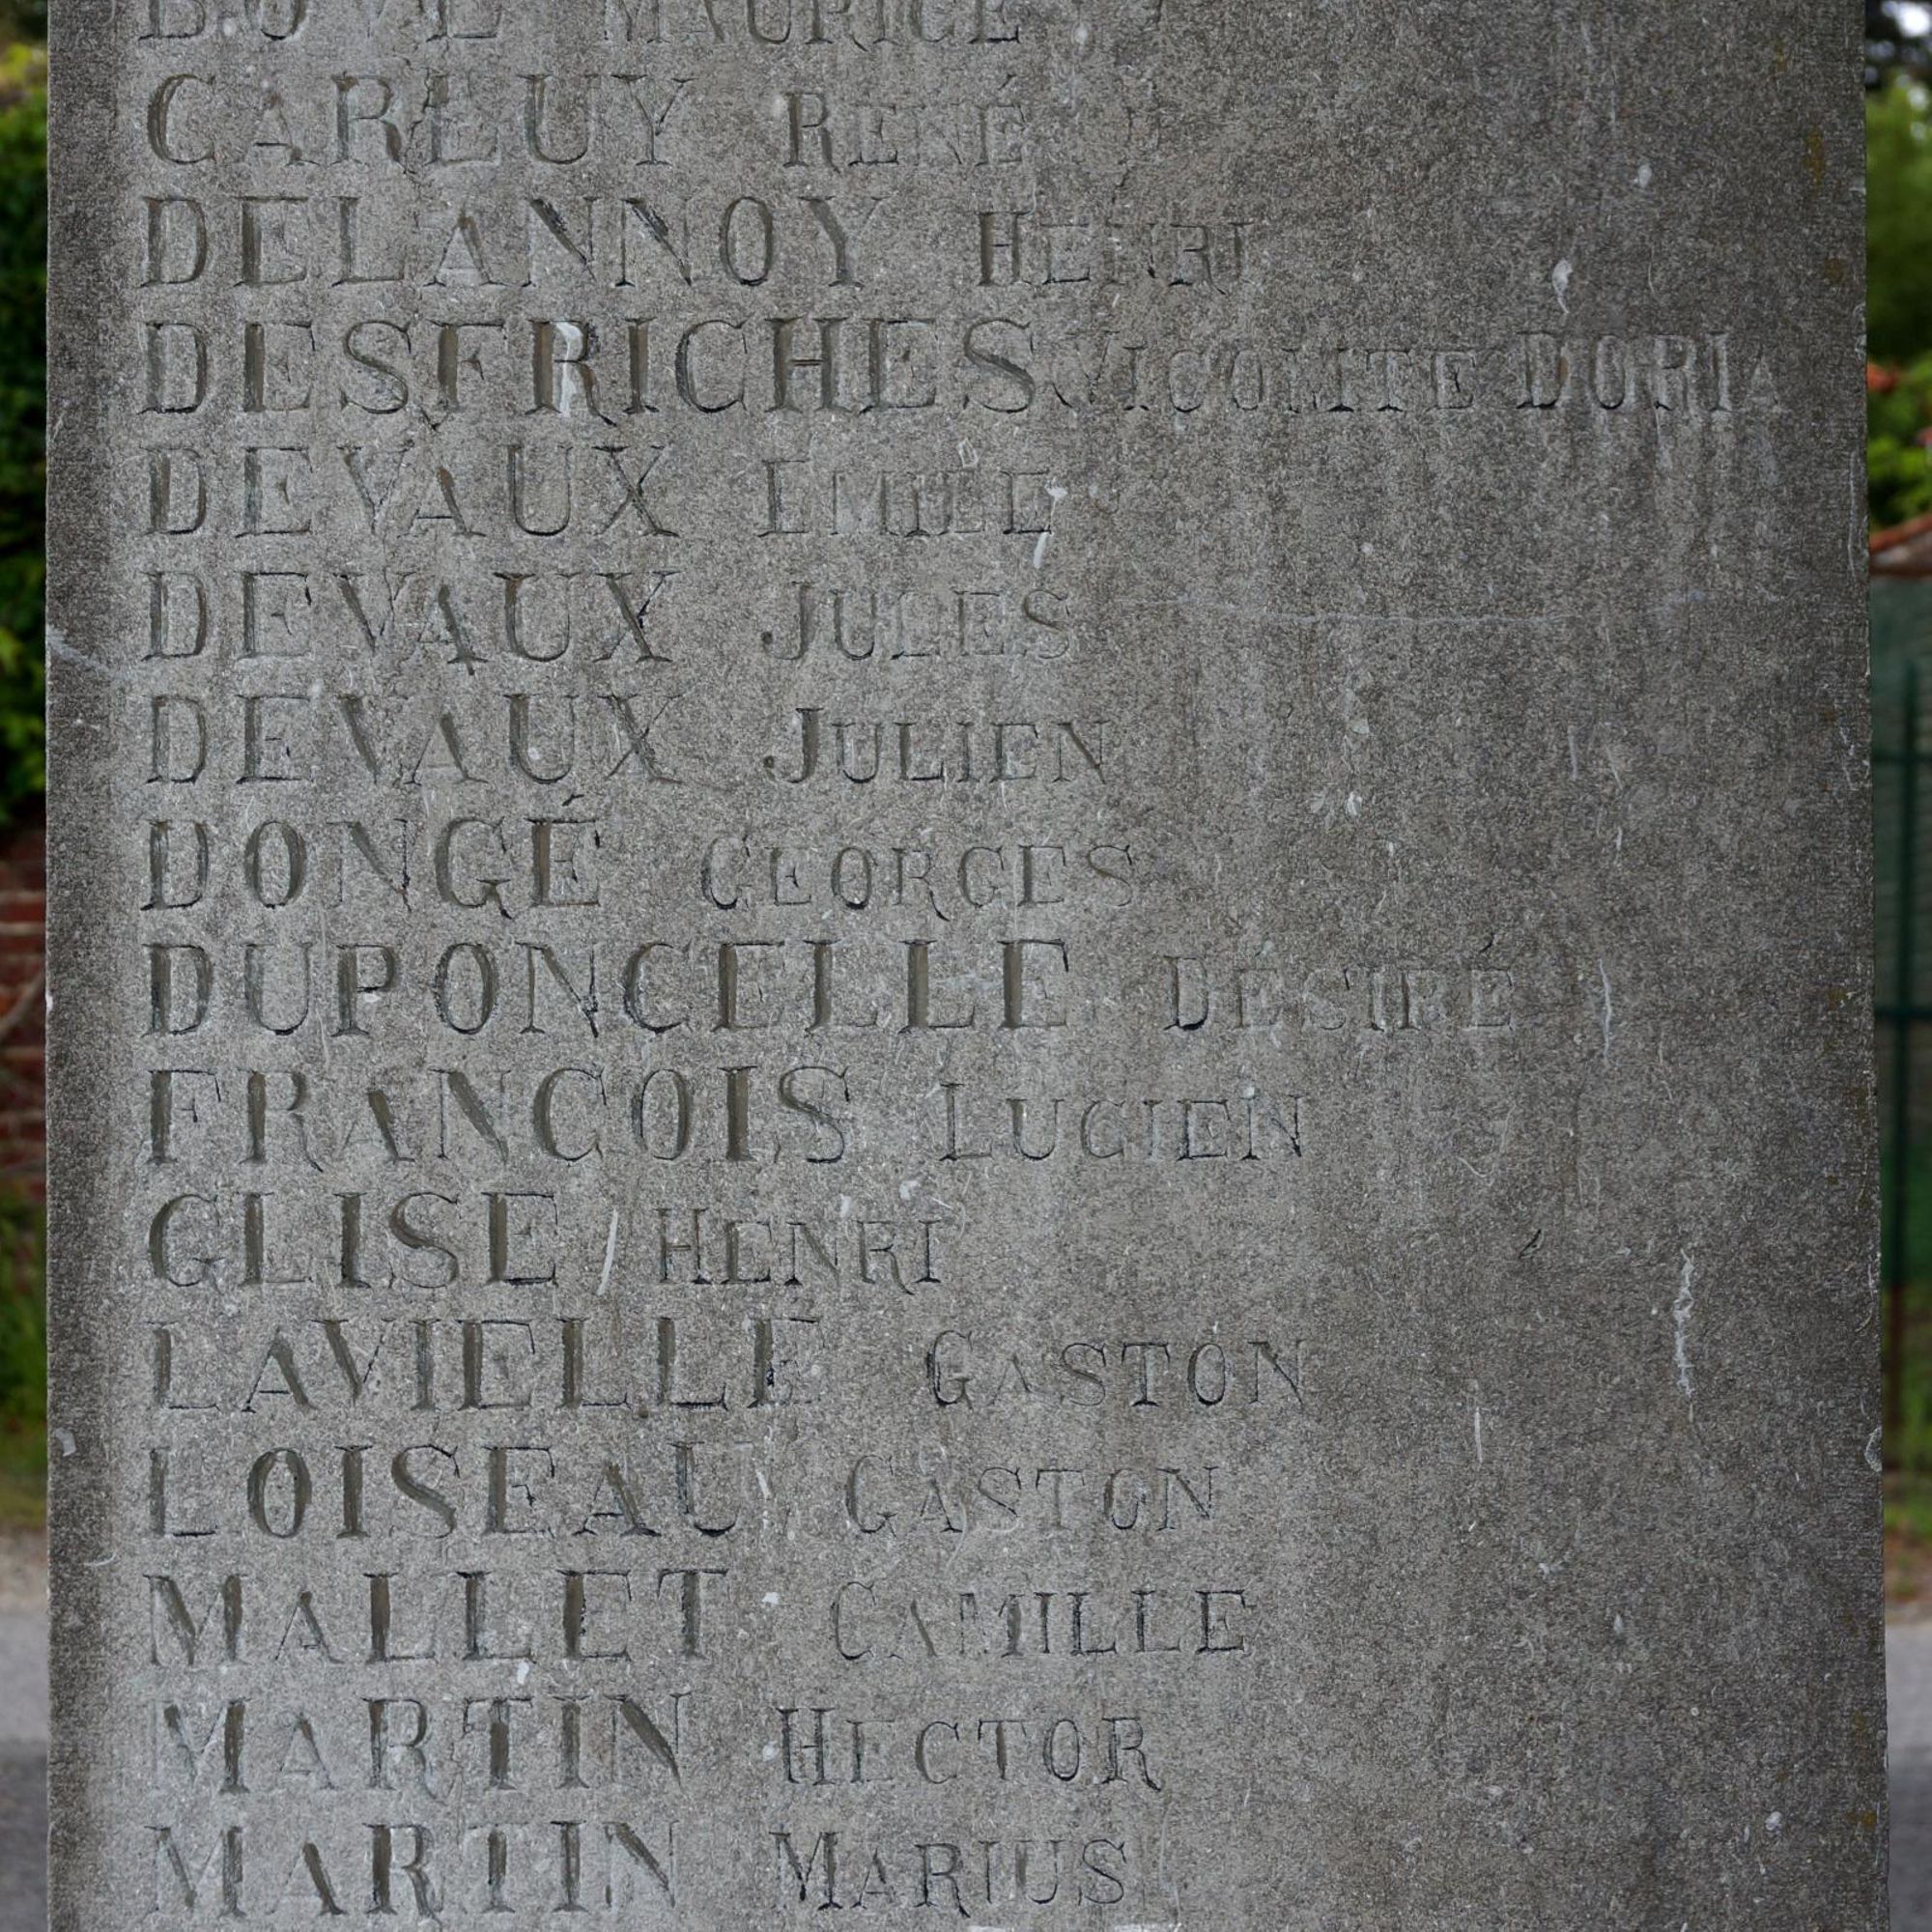 MAURICE
CARLUY RENÉ
DELANNOY HENRI
DESFRICHES VICOMTE DORIA
DEVAUX EMILE
DEVAUX JULES
DEVAUX JULIEN
DONGÉ GEORGES
DUPONCELLE DÉSIRÉ
FRANCOIS LUCIEN
GLISE HENRI
LAVIELLE GASTON
LOISEAU GASTON
MALLET CAMILLE
MARTIN HECTOR
MARTIN MARIUS